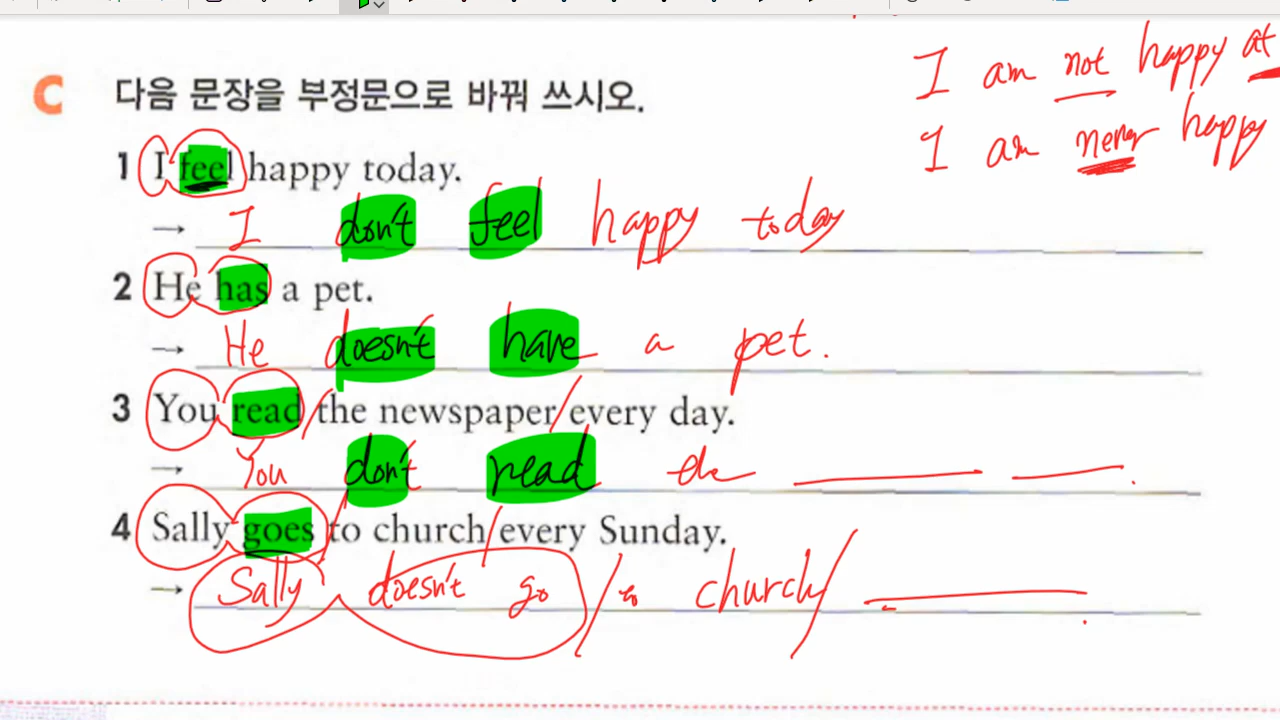 I am not happy at
I am never happy
C 다음 문장을 부정문으로 바꿔 쓰시오.
1 I feel happy today.
→ I don't feel happy today
2 He has a pet.
→ He doesn't have a pet.
3 You read the newspaper every day.
→ You don't read the
4 Sally goes to church every Sunday.
→ Sally doesn't go to church